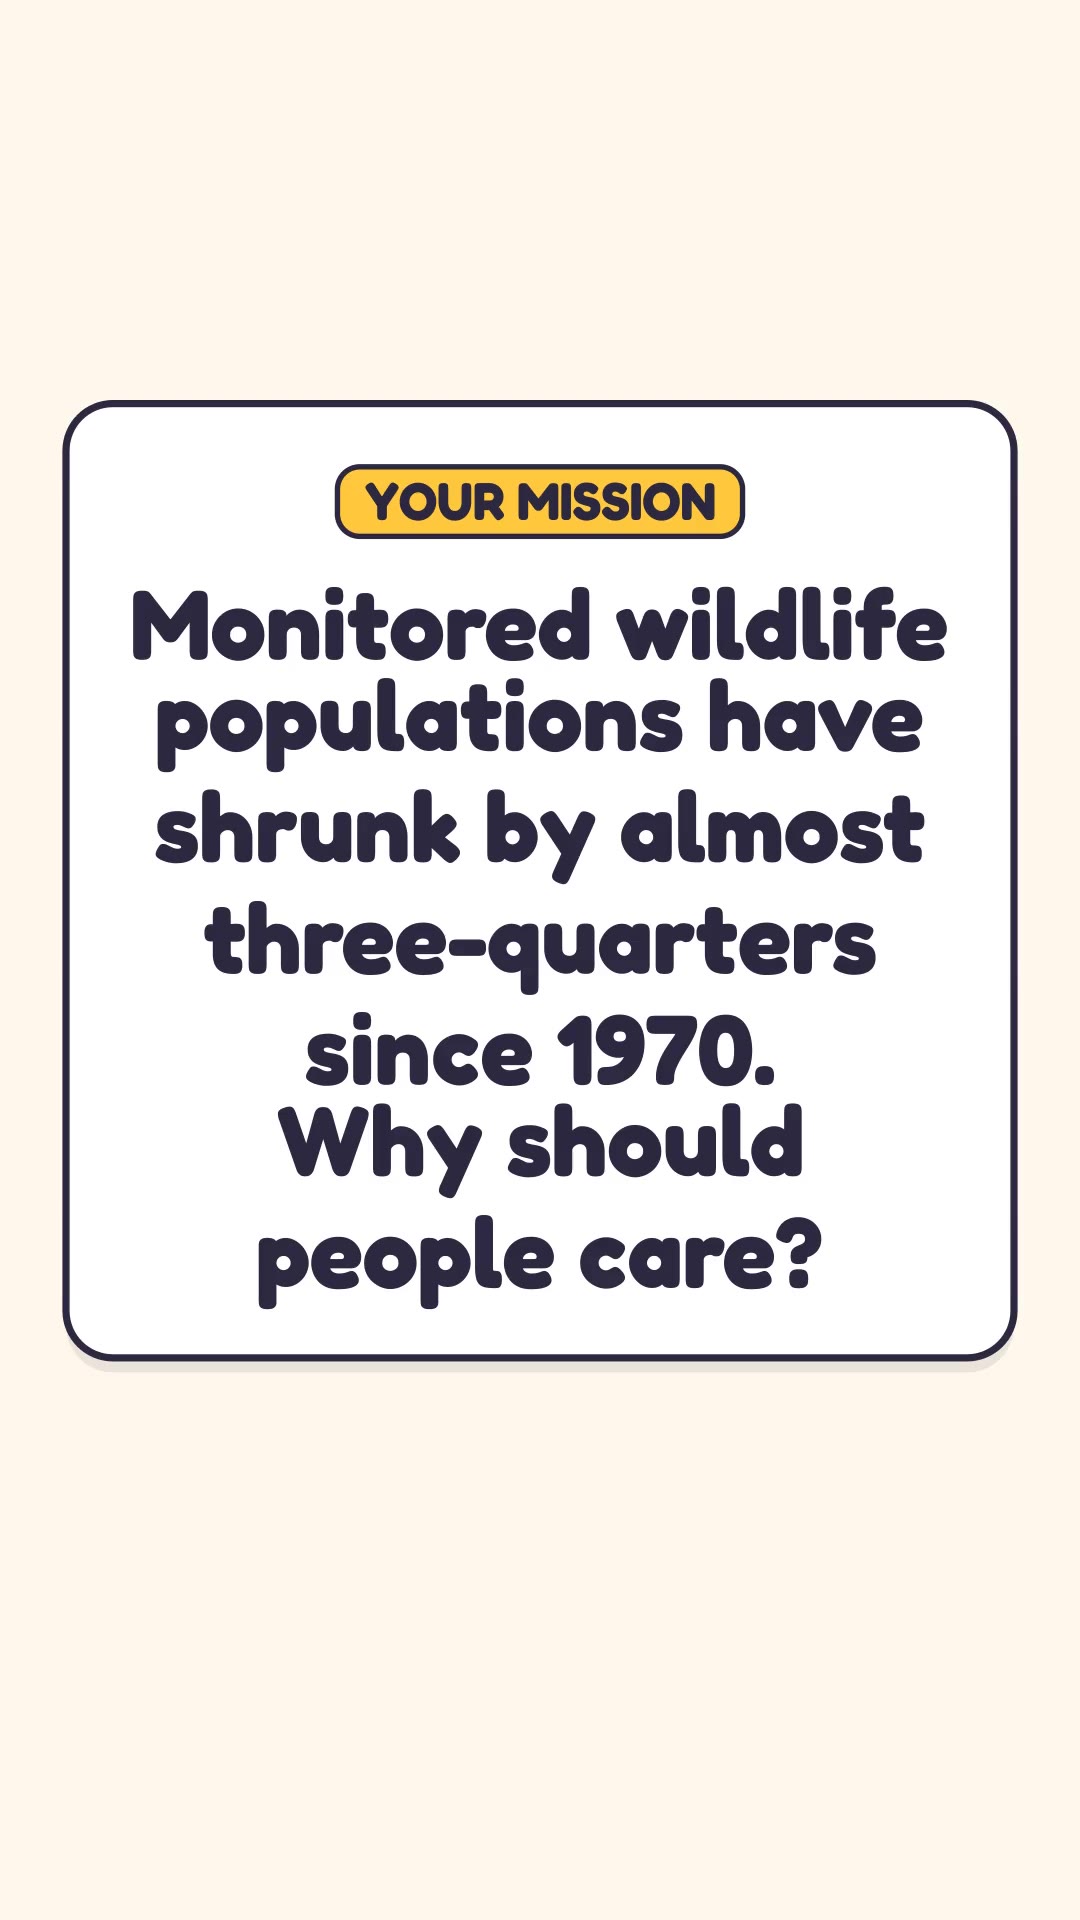 YOUR MISSION
Monitored wildlife
populations have
shrunk by almost
three-quarters
since 1970.
Why should
people care?